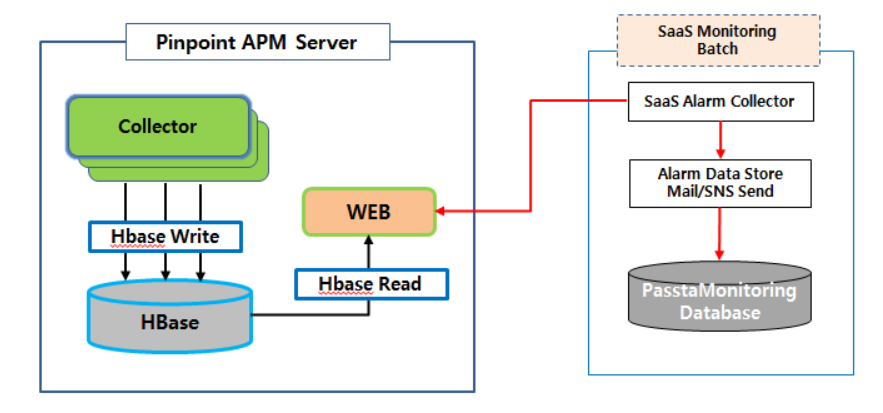 Pinpoint APM Server
Collector
Hbase Write
HBase
WEB
Hbase Read
SaaS Monitoring
Batch
SaaS Alarm Collector
Alarm Data Store
Mail/SNS Send
PasstaMonitoring
Database